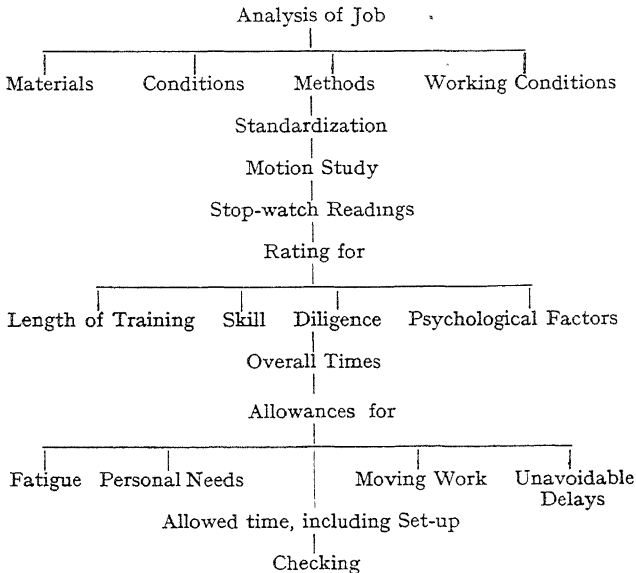 Analysis of Job
Materials Conditions Methods Working Conditions
Standardization
Motion Study
Stop-watch Readings
Rating for
Length of Training Skill Diligence Psychological Factors
Overall Times
Allowances for
Fatigue Personal Needs Moving Work Unavoidable
Delays
Allowed time, including Set-up
Checking